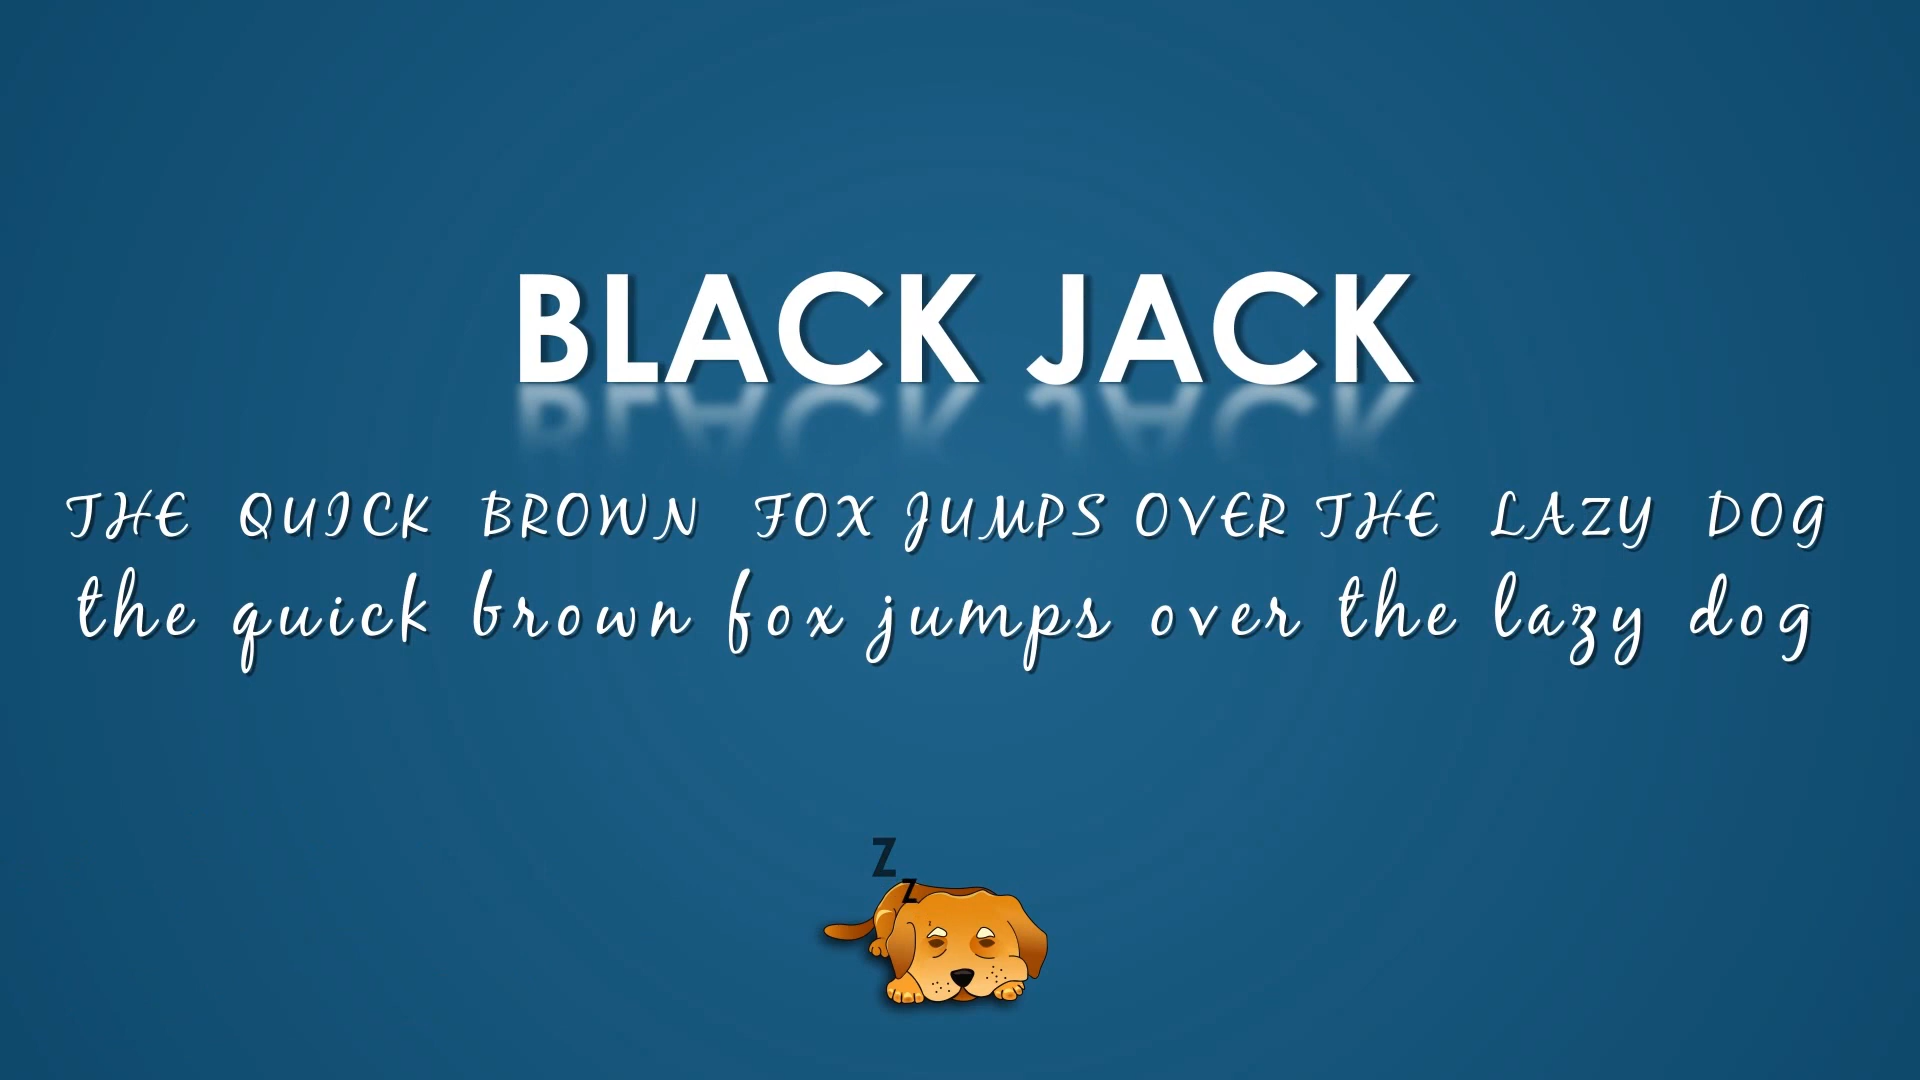 BLACK JACK
THE QUICK BROWN FOX JUMPS OVER THE LAZY DOG
the quick brown fox jumps over the lazy dog
Z
z